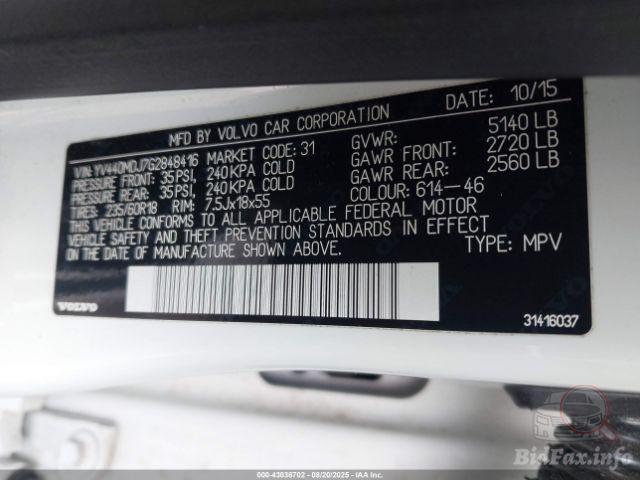 MFD BY VOLVO CAR CORPORATION DATE: 10/15
VIN: YV440MDJ7G2848416 MARKET CODE: 31 GVWR: 5140 LB
PRESSURE FRONT: 35PSI, 240KPA COLD GAWR FRONT: 2720 LB
PRESSURE REAR: 35PSI, 240KPA COLD GAWR REAR: 2560 LB
TIRES: 235/60R18 RIM: 7.5Jx18x55 COLOUR: 614-46
THIS VEHICLE CONFORMS TO ALL APPLICABLE FEDERAL MOTOR
VEHICLE SAFETY AND THEFT PREVENTION STANDARDS IN EFFECT
ON THE DATE OF MANUFACTURE SHOWN ABOVE. TYPE: MPV
VOLVO 31416037
BidFax.info
000-43036702 - 08/20/2025 - IAA Inc.